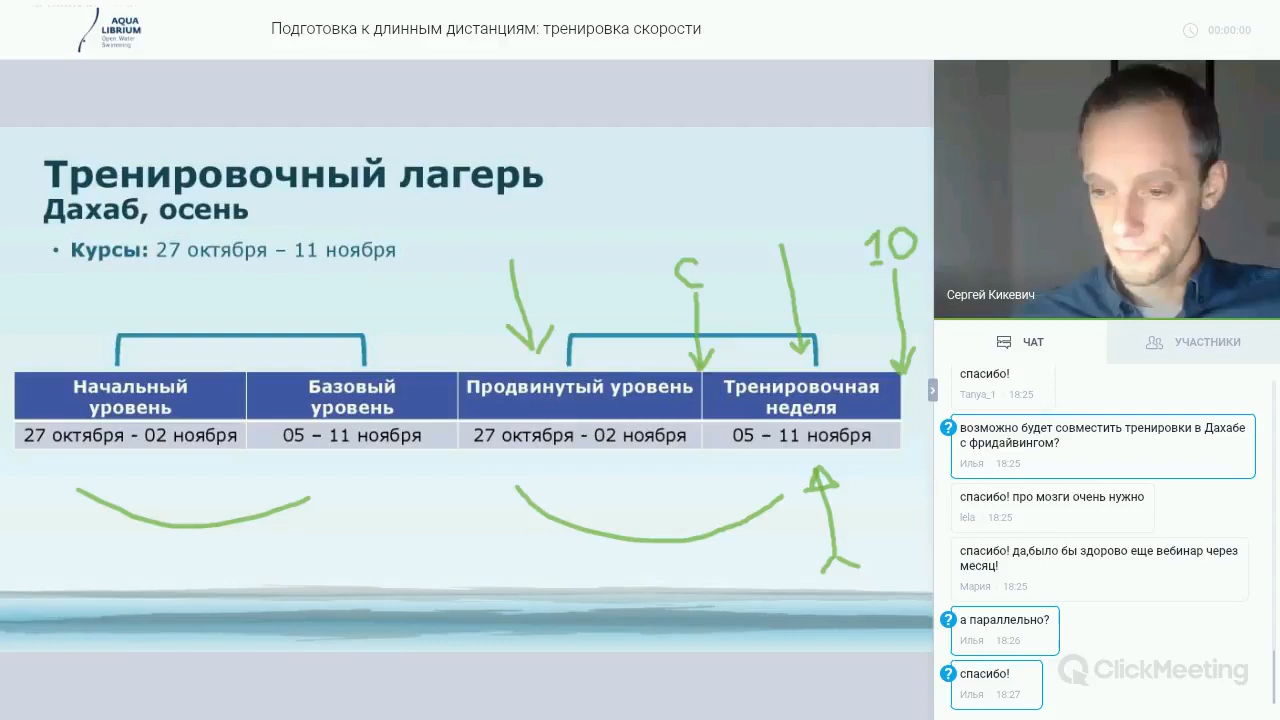 AQUA
LIBRIUM
Open Water
Swimming
Подготовка к длинным дистанциям: тренировка скорости
00:00:00
Тренировочный лагерь
Дахаб, осень
• Курсы: 27 октября – 11 ноября
С
10
Начальный уровень
Базовый уровень
Продвинутый уровень
Тренировочная неделя
27 октября - 02 ноября
05 – 11 ноября
27 октября - 02 ноября
05 – 11 ноября
Сергей Кикевич
ЧАТ
УЧАСТНИКИ
спасибо!
Tanya_1 18:25
возможно будет совместить тренировки в Дахабе
с фридайвингом?
Илья 18:25
спасибо! про мозги очень нужно
lela 18:25
спасибо! да,было бы здорово еще вебинар через
месяц!
Мария 18:25
а параллельно?
Илья 18:26
спасибо!
Илья 18:27
ClickMeeting